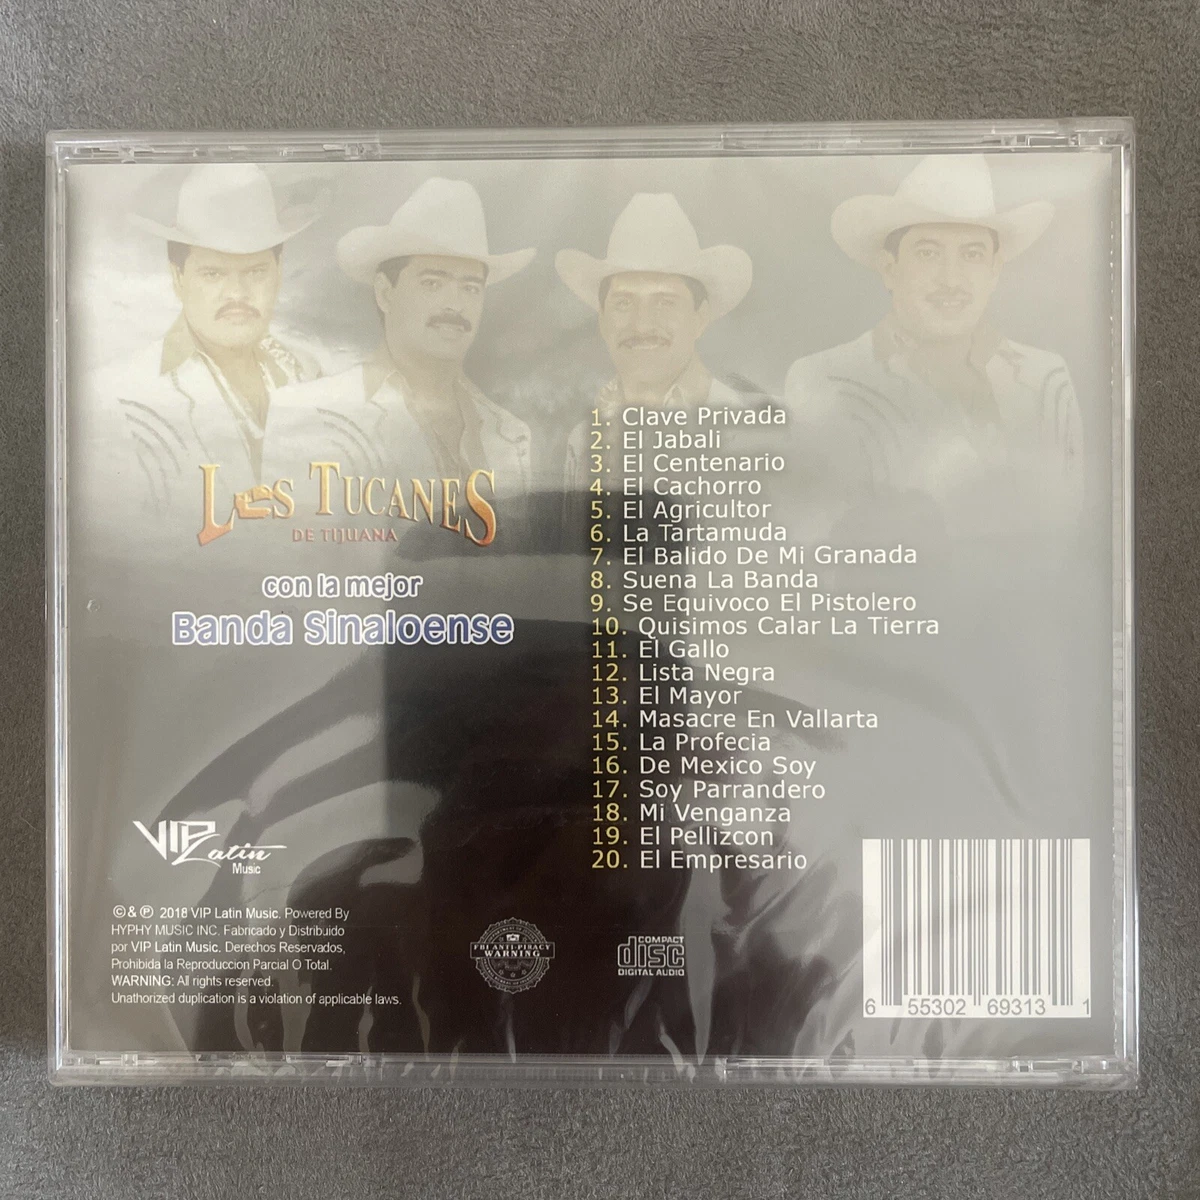 LOS TUCANES
DE TIJUANA
con la mejor
Banda Sinaloense
1. Clave Privada
2. El Jabali
3. El Centenario
4. El Cachorro
5. El Agricultor
6. La Tartamuda
7. El Balido De Mi Granada
8. Suena La Banda
9. Se Equivoco El Pistolero
10. Quisimos Calar La Tierra
11. El Gallo
12. Lista Negra
13. El Mayor
14. Masacre En Vallarta
15. La Profecia
16. De Mexico Soy
17. Soy Parrandero
18. Mi Venganza
19. El Pellizcon
20. El Empresario
VIP
Latin
Music
©&℗ 2018 VIP Latin Music. Powered By
HYPHY MUSIC INC. Fabricado y Distribuido
por VIP Latin Music. Derechos Reservados,
Prohibida la Reproduccion Parcial O Total.
WARNING: All rights reserved.
Unathorized duplication is a violation of applicable laws.
FBI ANTI-PIRACY
WARNING
COMPACT
disc
DIGITAL AUDIO
6 55302 69313 1